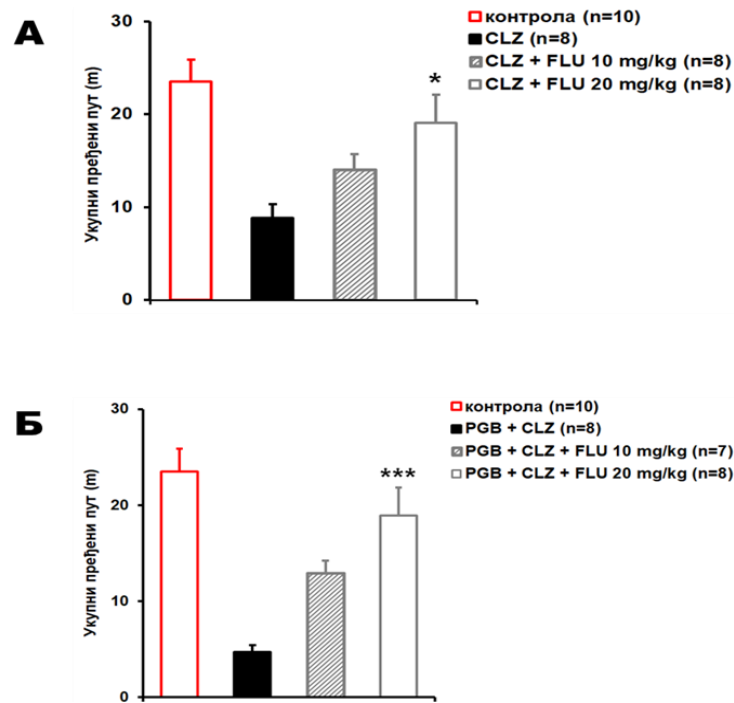 А
Укупни пређени пут (m)
30
20
10
0
*
контрола (n=10)
CLZ (n=8)
CLZ + FLU 10 mg/kg (n=8)
CLZ + FLU 20 mg/kg (n=8)
Б
Укупни пређени пут (m)
30
20
10
0
***
контрола (n=10)
PGB + CLZ (n=8)
PGB + CLZ + FLU 10 mg/kg (n=7)
PGB + CLZ + FLU 20 mg/kg (n=8)